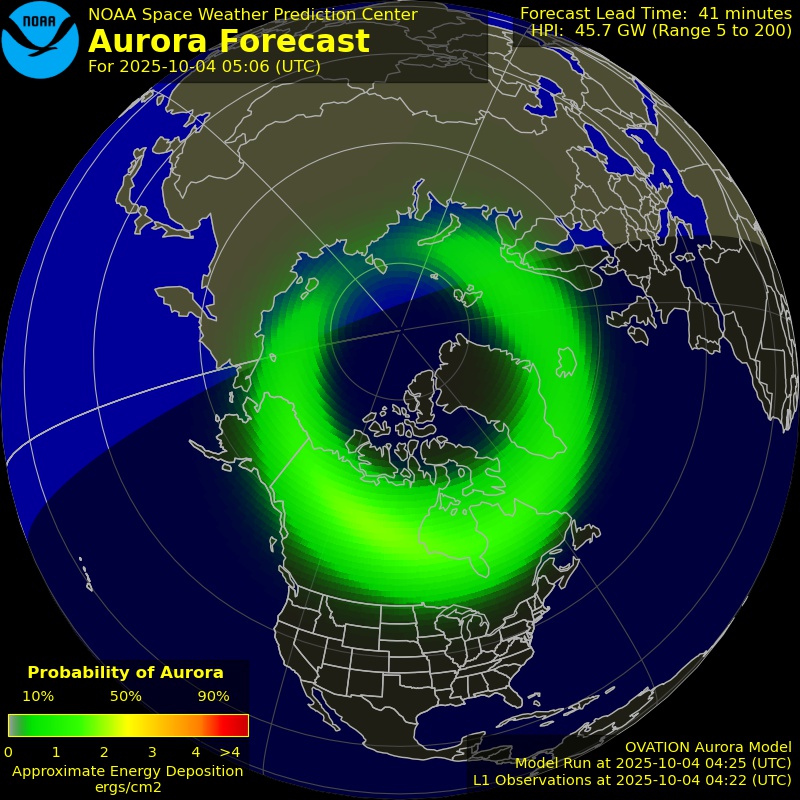 NOAA
NOAA Space Weather Prediction Center
Aurora Forecast
For 2025-10-04 05:06 (UTC)
Forecast Lead Time: 41 minutes
HPI: 45.7 GW (Range 5 to 200)
Probability of Aurora
10% 50% 90%
0 1 2 3 4 >4
Approximate Energy Deposition
ergs/cm2
OVATION Aurora Model
Model Run at 2025-10-04 04:25 (UTC)
L1 Observations at 2025-10-04 04:22 (UTC)